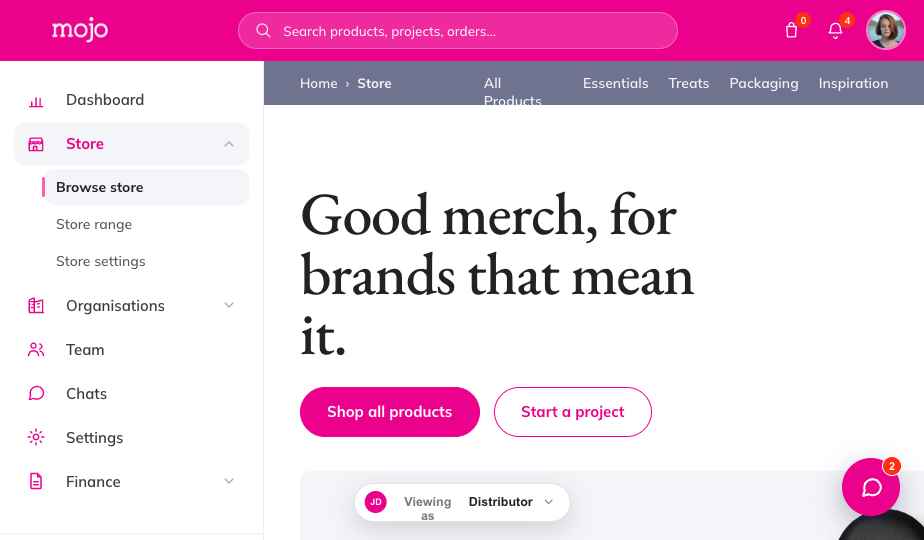 mojo
Search products, projects, orders...
0
4
Dashboard
Store
Browse store
Store range
Store settings
Organisations
Team
Chats
Settings
Finance
Home › Store
All
Products
Essentials
Treats
Packaging
Inspiration
Good merch, for
brands that mean
it.
Shop all products
Start a project
JD
Viewing
as
Distributor
2